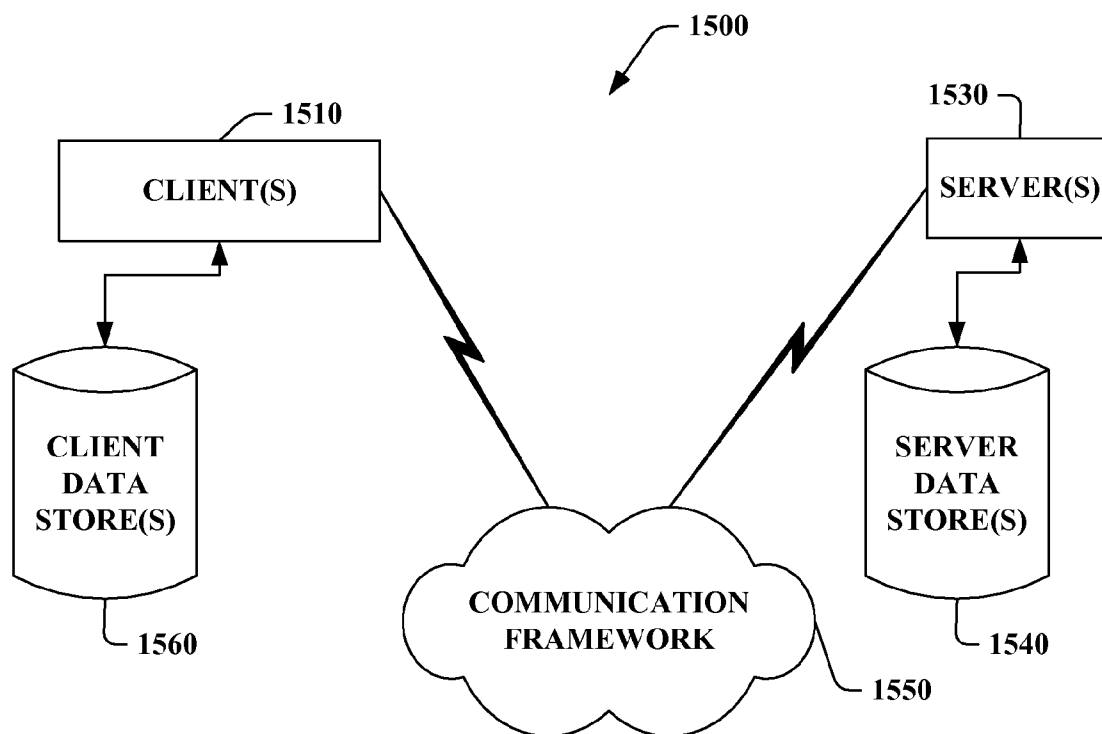 1500
1510
1530
CLIENT(S)
SERVER(S)
CLIENT
DATA
STORE(S)
SERVER
DATA
STORE(S)
COMMUNICATION
FRAMEWORK
1560
1540
1550